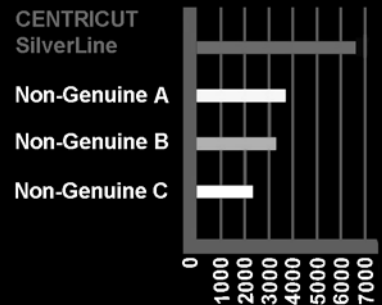 CENTRICUT
SilverLine
Non-Genuine A
Non-Genuine B
Non-Genuine C
0
1000
2000
3000
4000
5000
6000
7000